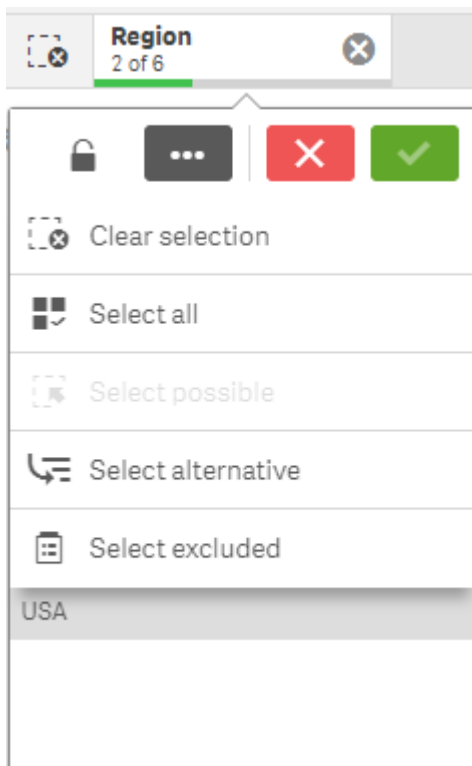 Region
2 of 6
Clear selection
Select all
Select possible
Select alternative
Select excluded
USA